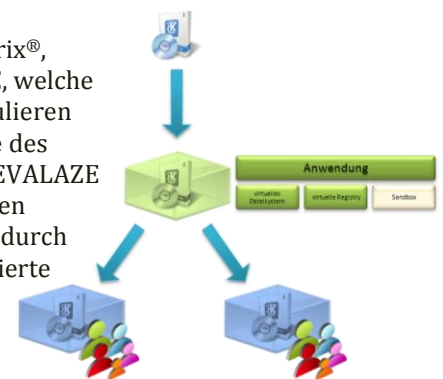 rix®,
, welche
ulieren
e des
EVALAZE
en
durch
ierte
Anwendung
virtuelles Dateisystem
virtuelle Registry
Sandbox